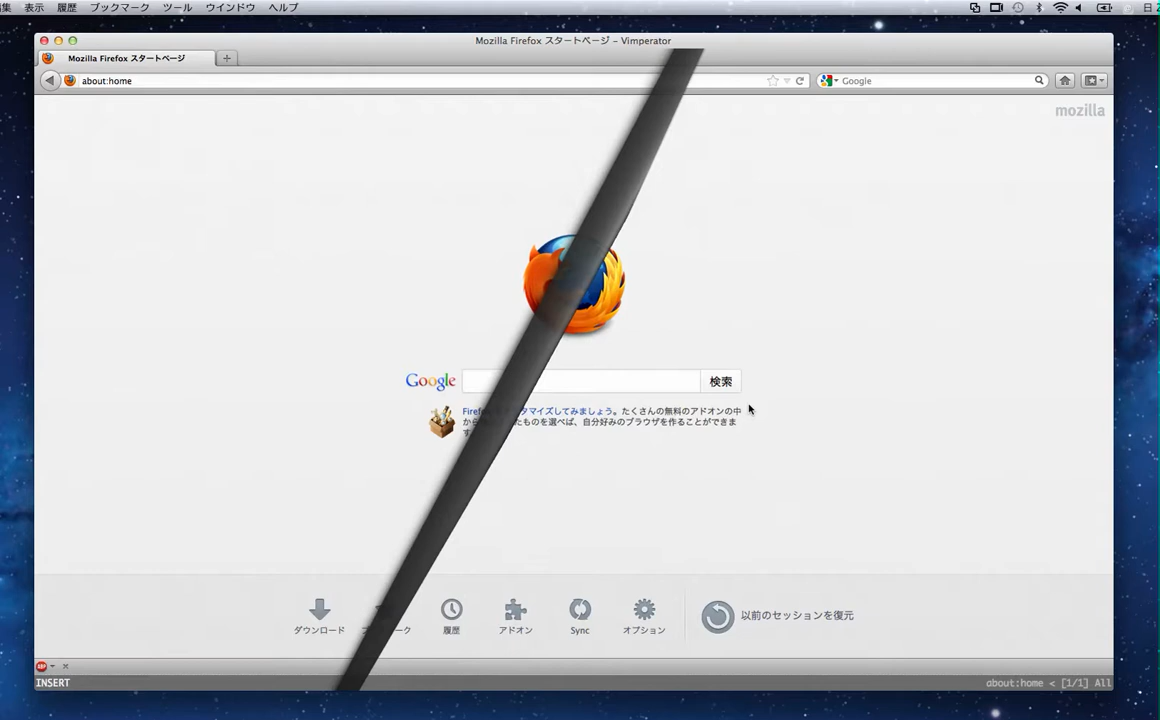 表示 履歴 ブックマーク ツール ウインドウ ヘルプ
Mozilla Firefox スタートページ – Vimperator
Mozilla Firefox スタートページ
about:home
Google
mozilla
Google
検索
マイズしてみましょう。たくさんの無料のアドオンの中
から たものを選べば、自分好みのブラウザを作ることができま
す
ダウンロード
ーク
履歴
アドオン
Sync
オプション
以前のセッションを復元
INSERT
about:home < [1/1] All